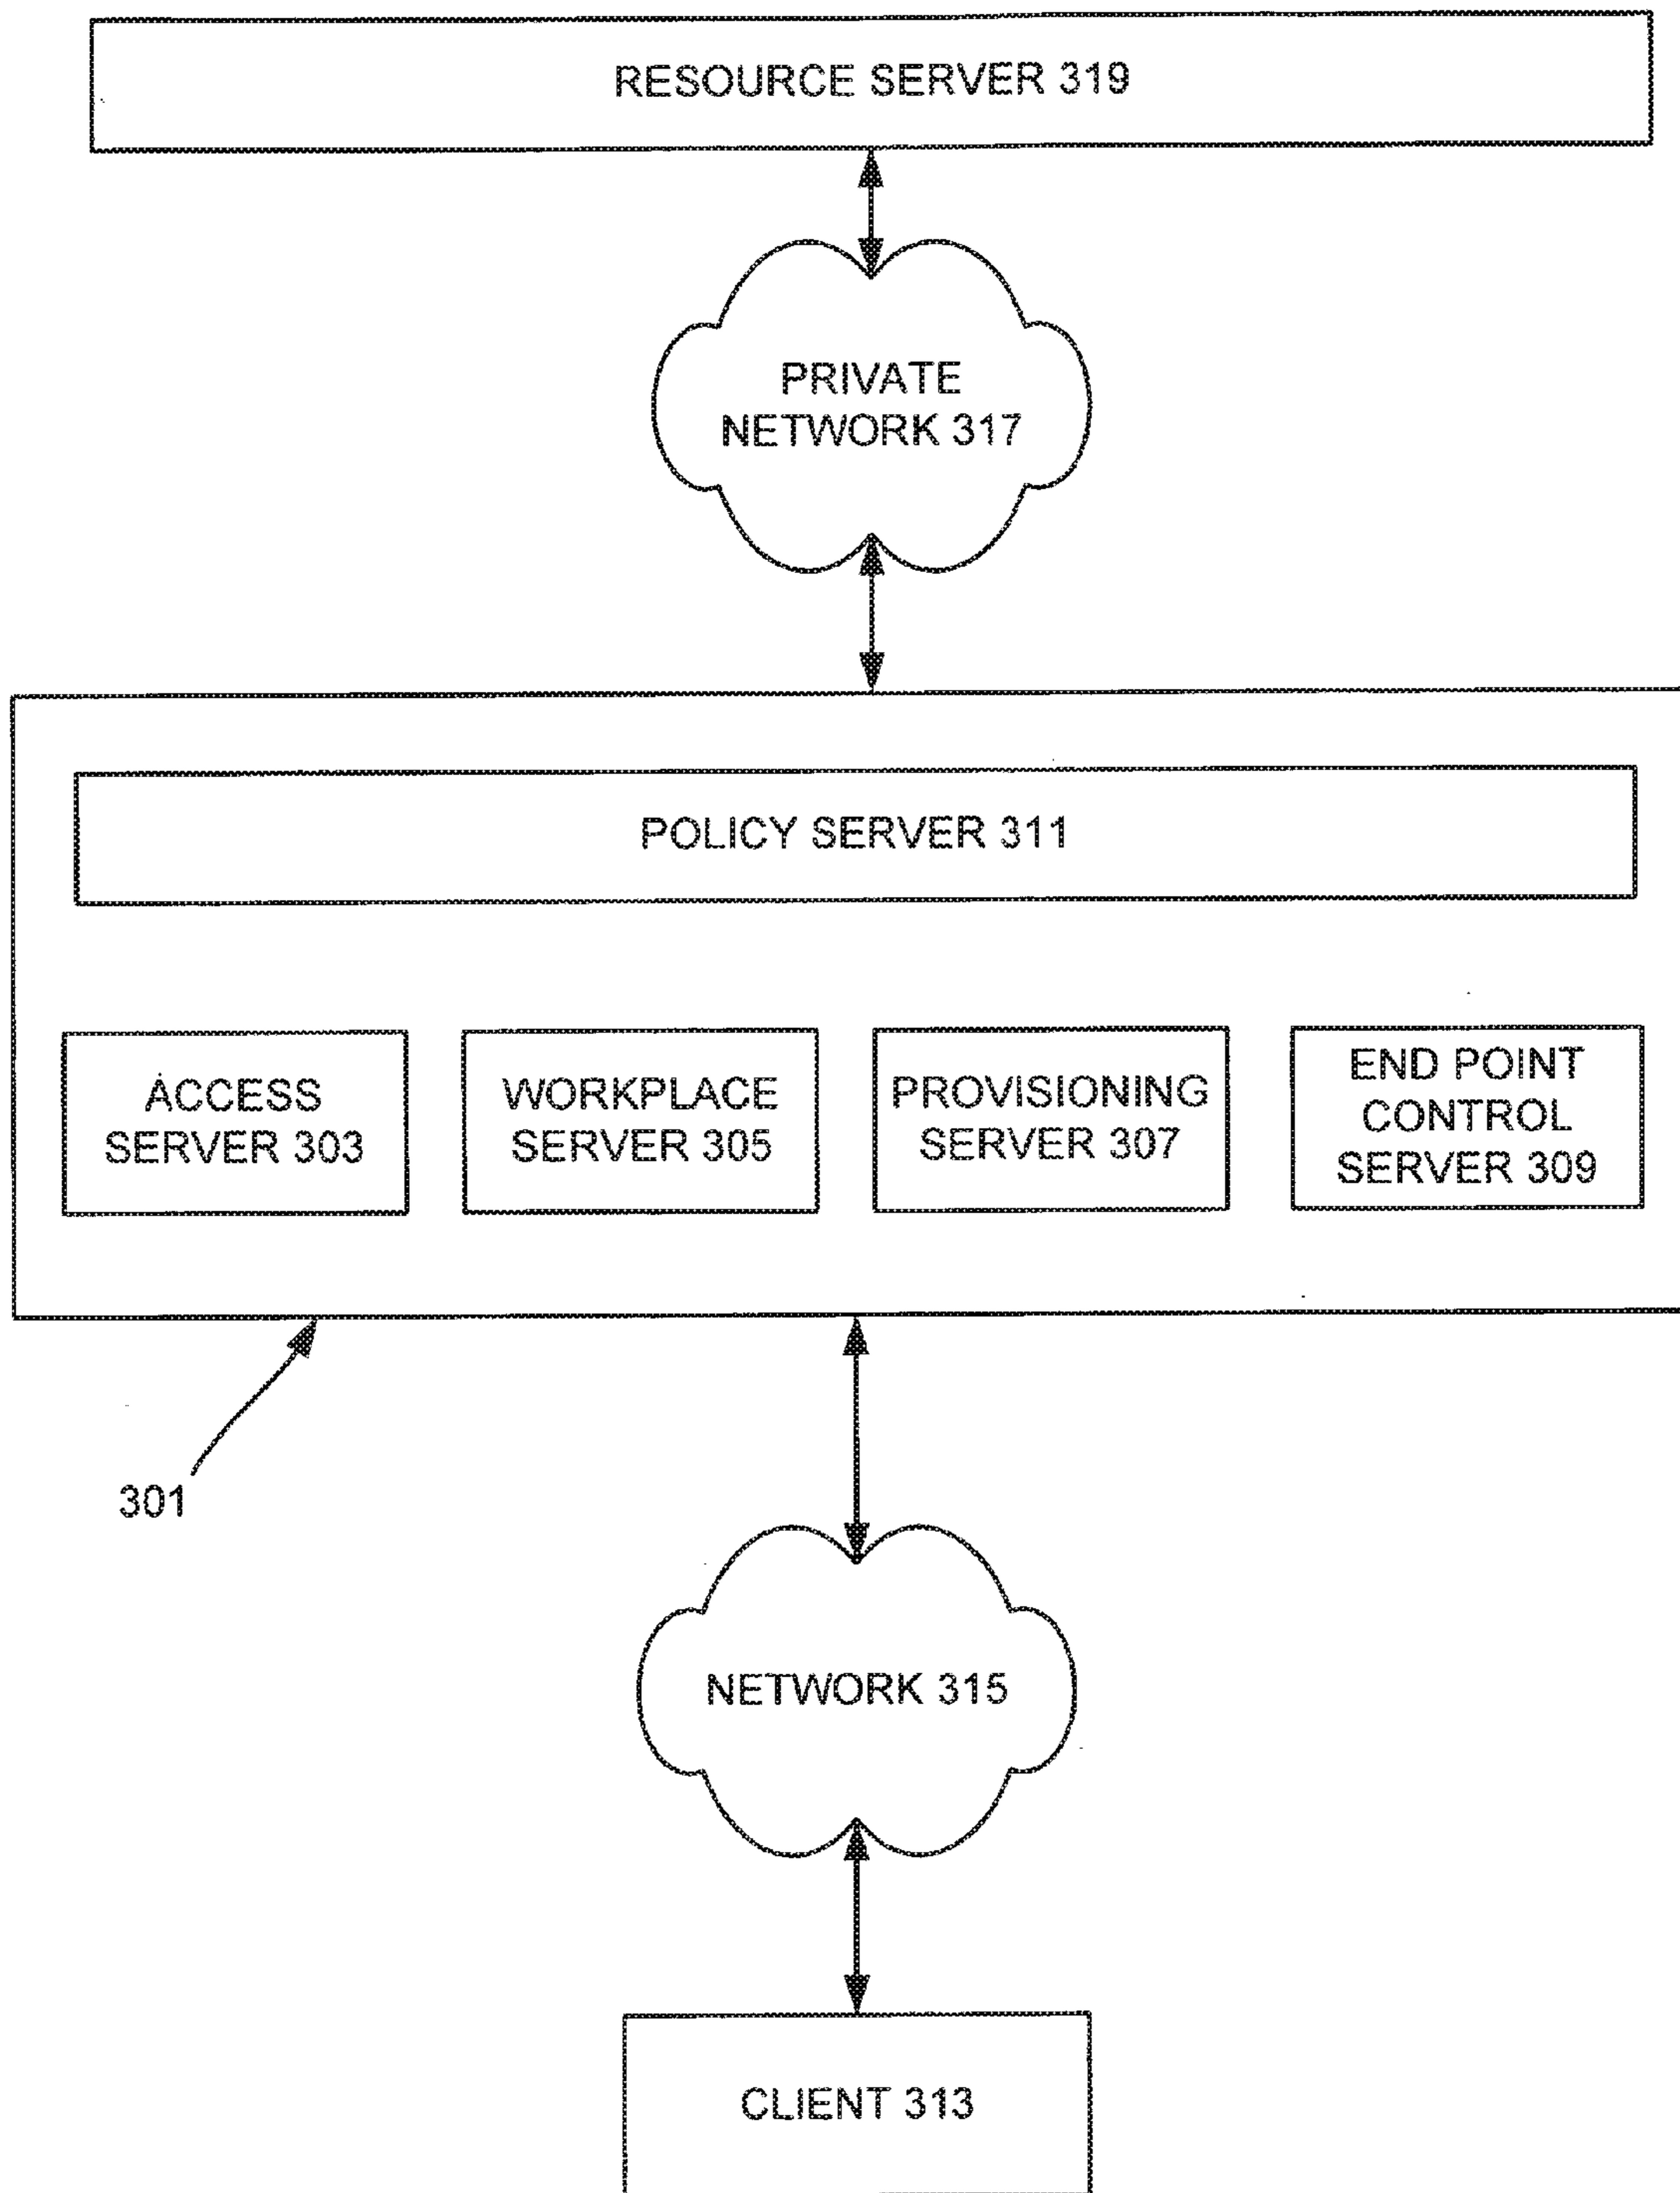 RESOURCE SERVER 319
PRIVATE
NETWORK 317
POLICY SERVER 311
ACCESS
SERVER 303
WORKPLACE
SERVER 305
PROVISIONING
SERVER 307
END POINT
CONTROL
SERVER 309
301
NETWORK 315
CLIENT 313